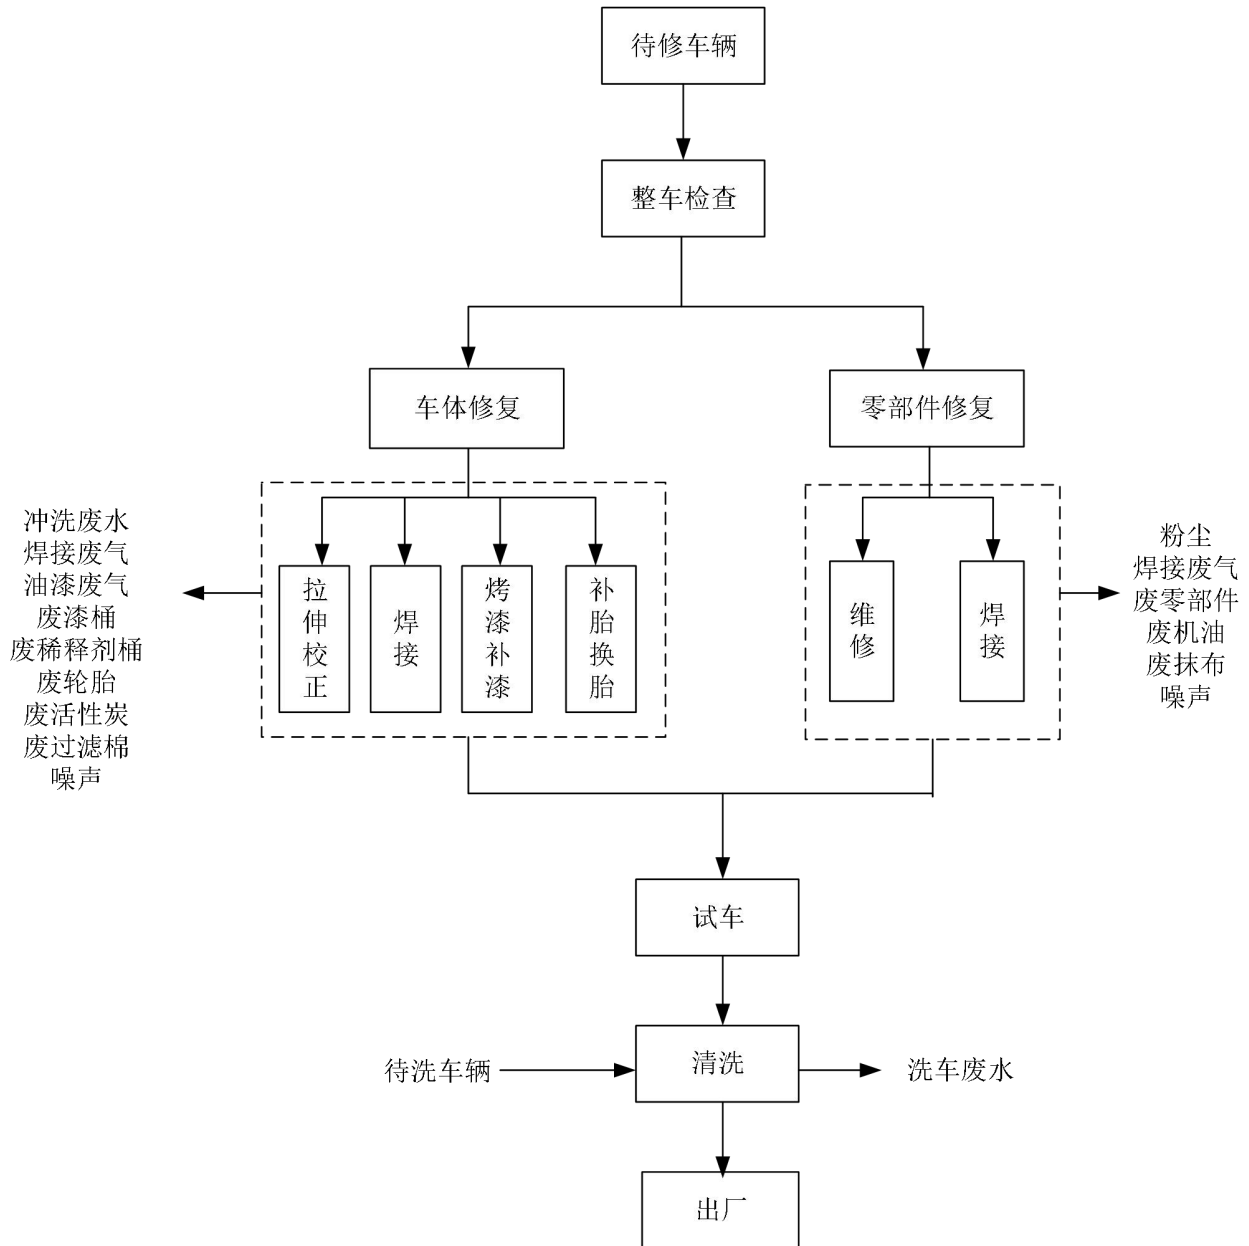 待修车辆
整车检查
车体修复
零部件修复
冲洗废水
焊接废气
油漆废气
废漆桶
废稀释剂桶
废轮胎
废活性炭
废过滤棉
噪声
拉伸校正
焊接
烤漆补漆
补胎换胎
维修
焊接
粉尘
焊接废气
废零部件
废机油
废抹布
噪声
试车
待洗车辆
清洗
洗车废水
出厂